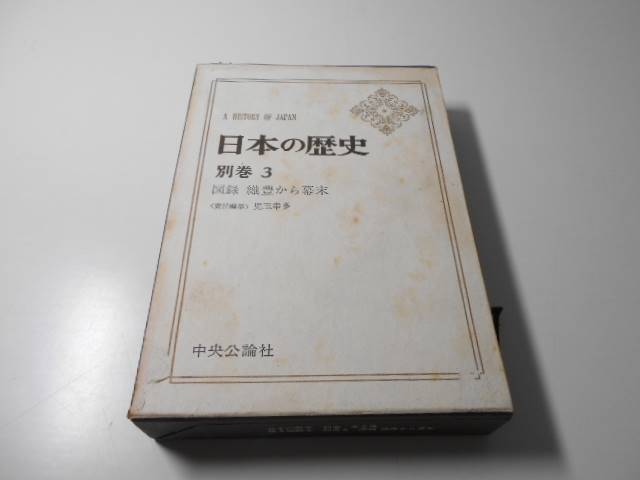 A HISTORY OF JAPAN
日本の歴史
別巻 3
図録 織豊から幕末
〈責任編集〉児玉幸多
中央公論社